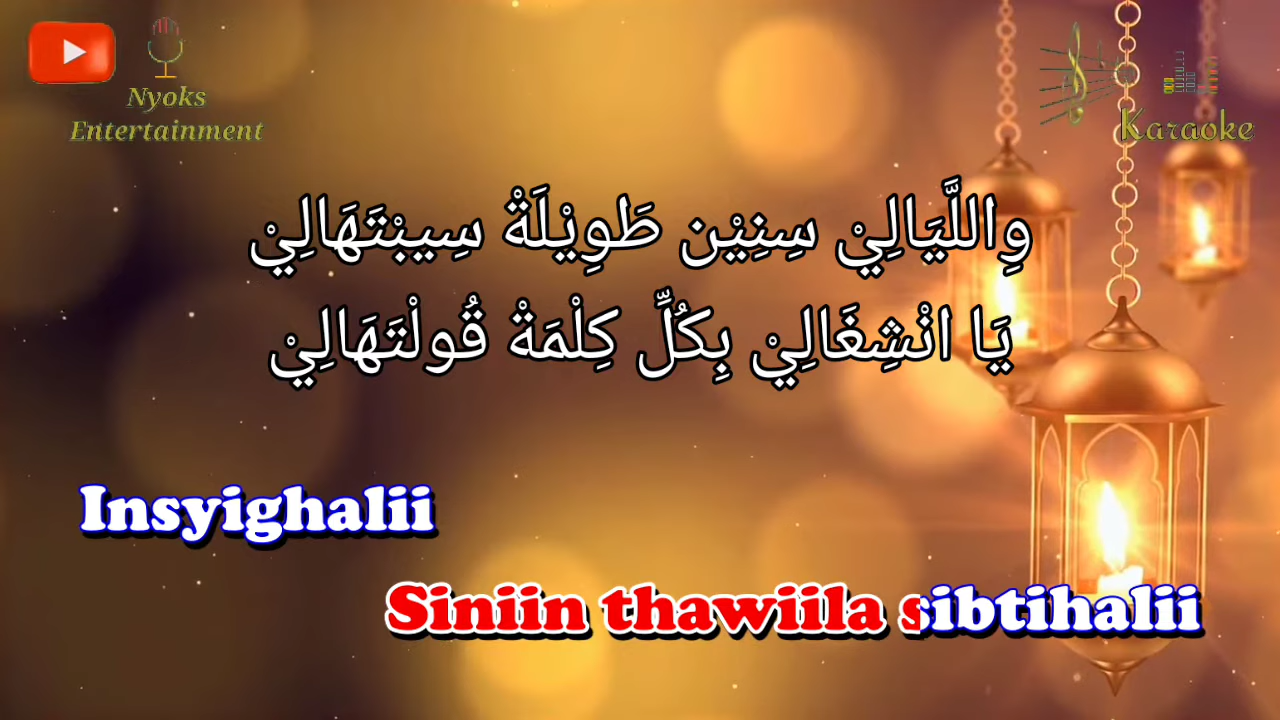 Nyoks
Entertainment
Karaoke
وِاللَّيَالِيْ سِنِيْن طَوِيْلَةْ سِيبْتَهَالِيْ
يَا انْشِغَالِيْ بِكُلِّ كِلْمَةْ قُولْتَهَالِيْ
Insyighalii
Siniin thawiila sibtihalii